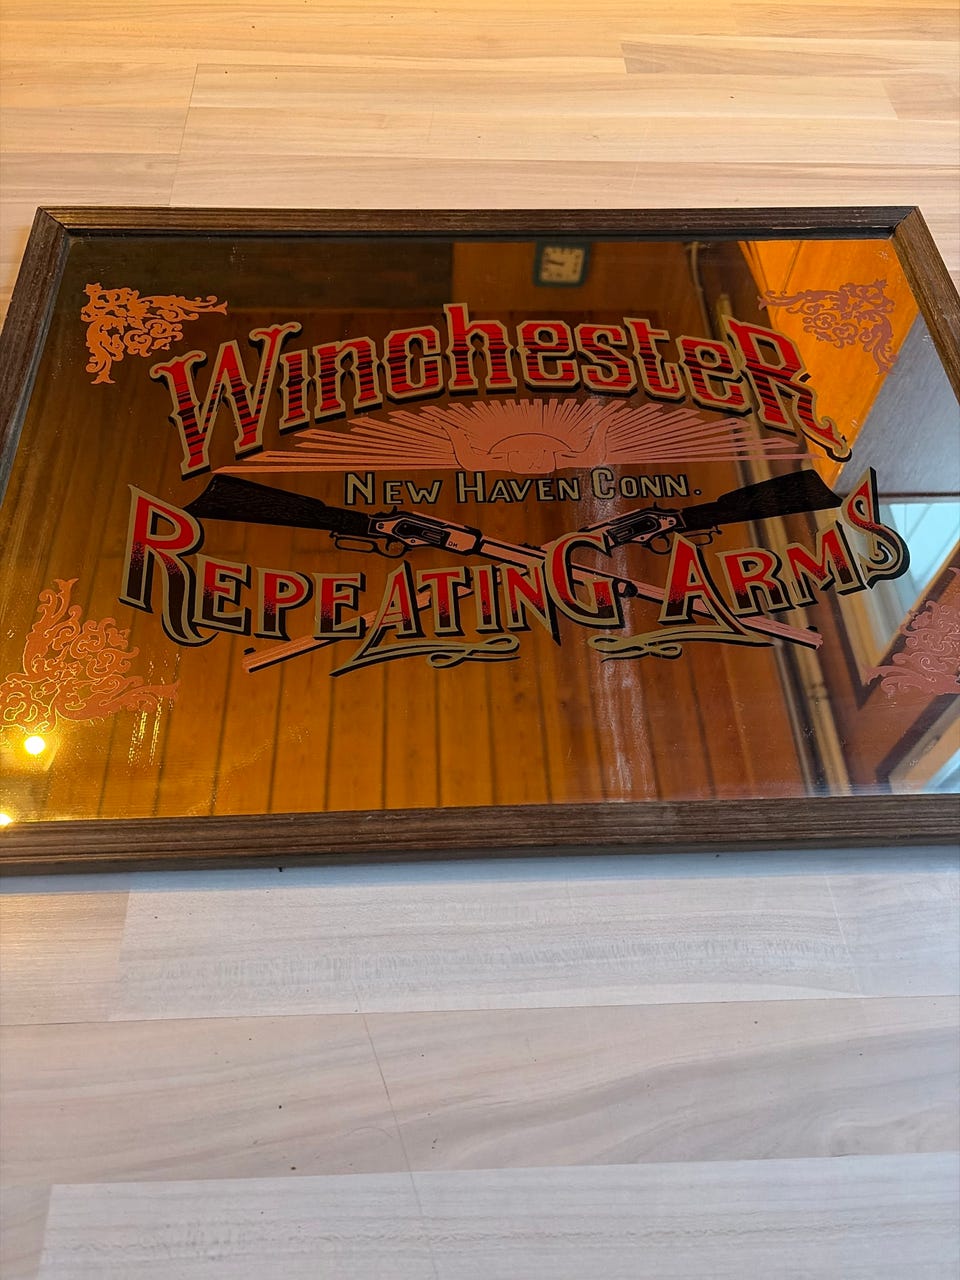 Winchester
New Haven Conn.
Repeating Arms